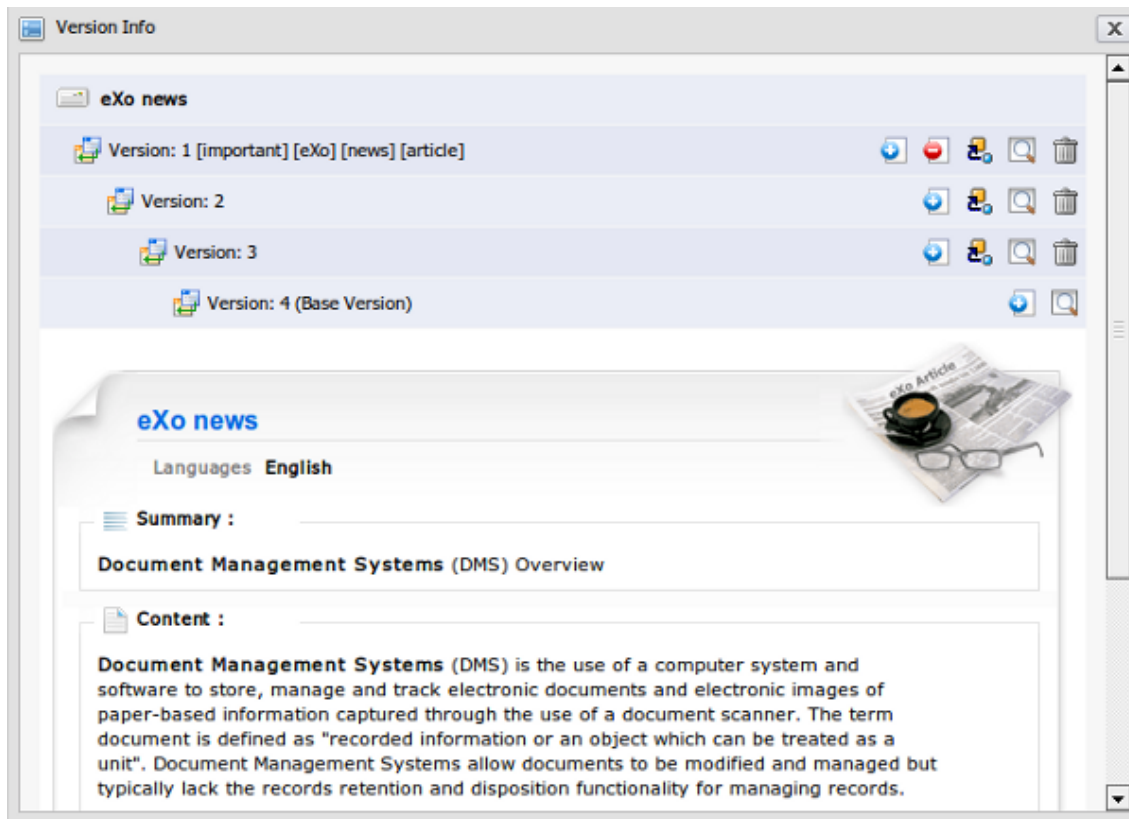 Version Info
eXo news
Version: 1 [important] [eXo] [news] [article]
Version: 2
Version: 3
Version: 4 (Base Version)
eXo Article
eXo news
Languages English
Summary :
Document Management Systems (DMS) Overview
Content :
Document Management Systems (DMS) is the use of a computer system and
software to store, manage and track electronic documents and electronic images of
paper-based information captured through the use of a document scanner. The term
document is defined as "recorded information or an object which can be treated as a
unit". Document Management Systems allow documents to be modified and managed but
typically lack the records retention and disposition functionality for managing records.